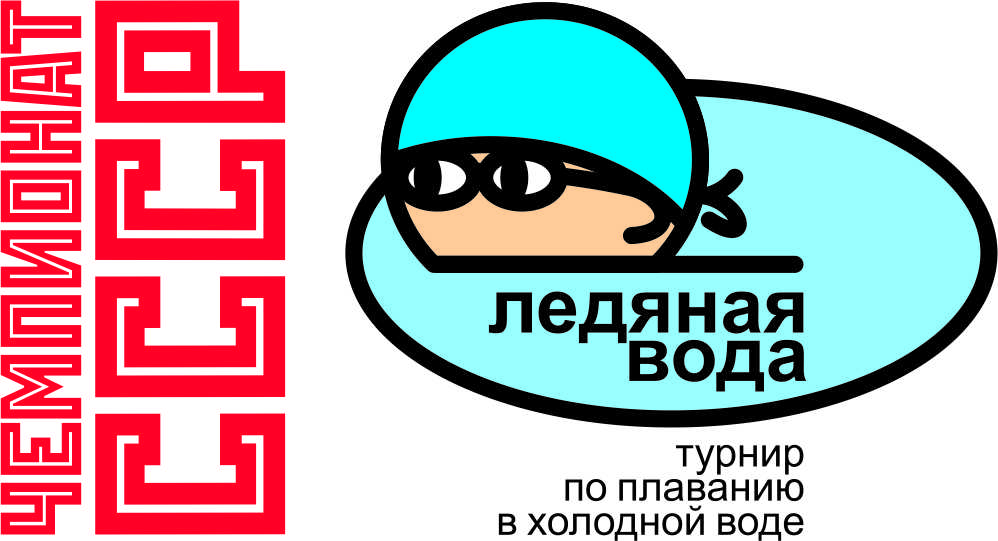 ЧЕМПИОНАТ
СССР
ледяная
вода
турнир
по плаванию
в холодной воде